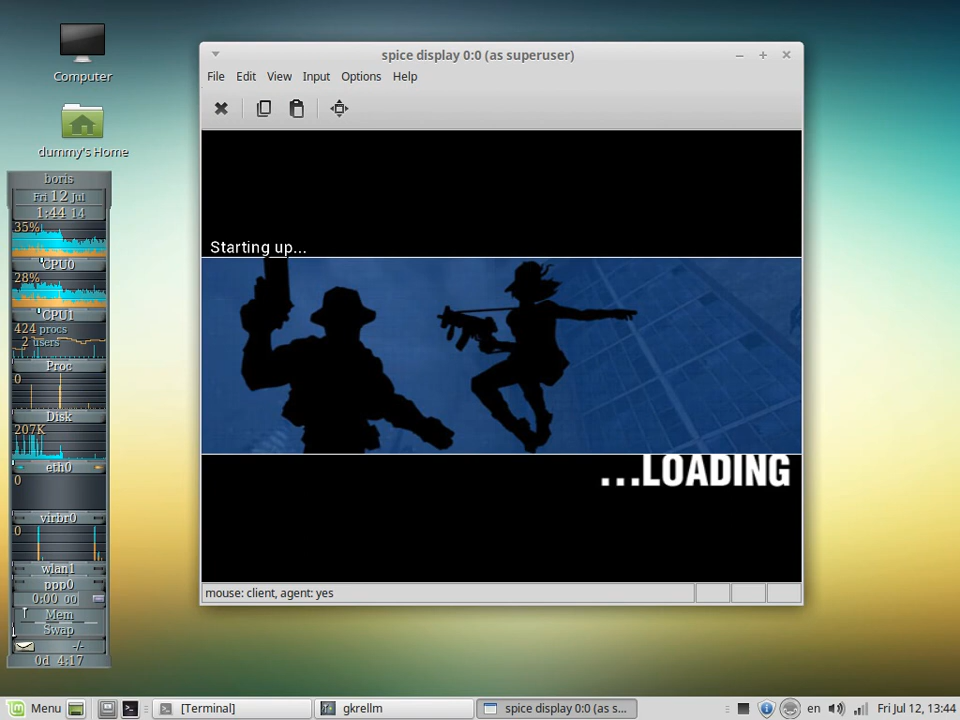 Computer
dummy's Home
boris
Fri 12 Jul
1:44 14
35%
CPU0
28%
CPU1
424 procs
2 users
Proc
0
Disk
207K
eth0
0
virbr0
0
wlan1
ppp0
0:00 00
Mem
Swap
-/-
0d 4:17
spice display 0:0 (as superuser)
File Edit View Input Options Help
Starting up...
...LOADING
mouse: client, agent: yes
Menu [Terminal] gkrellm spice display 0:0 (as s... en Fri Jul 12, 13:44